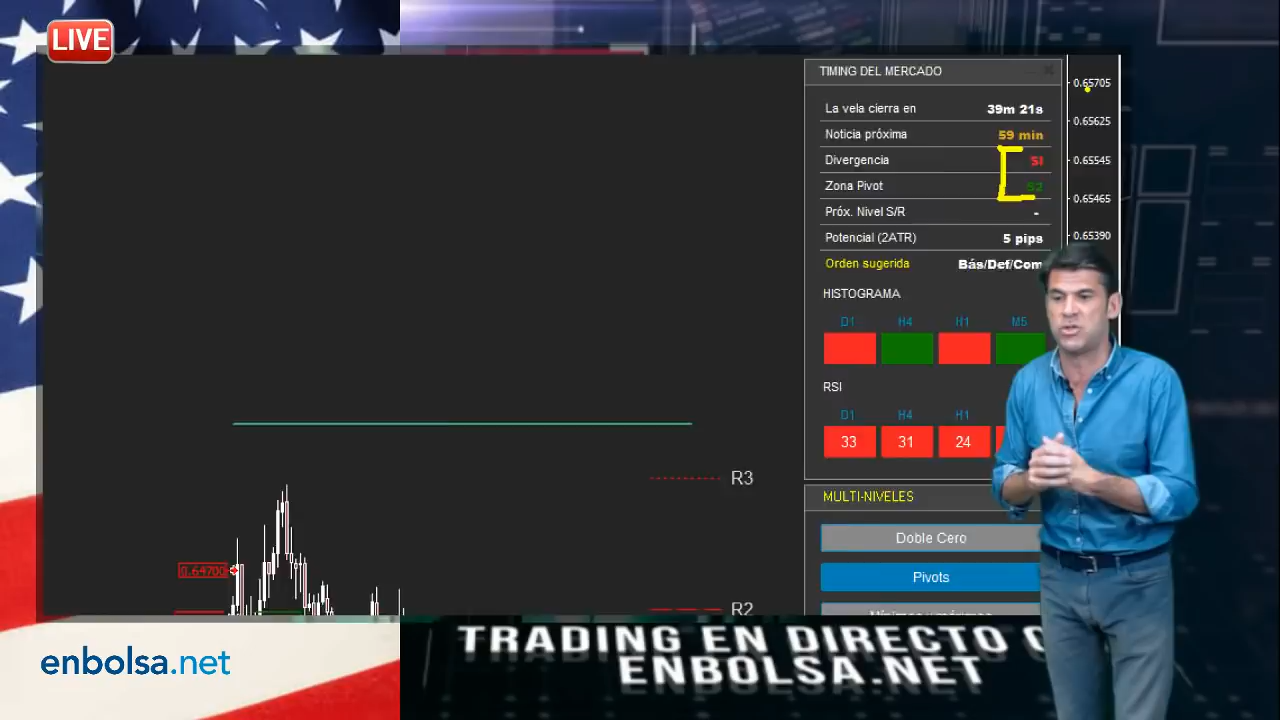 LIVE
TIMING DEL MERCADO
La vela cierra en 39m 21s
Noticia próxima 59 min
Divergencia SI
Zona Pivot S2
Próx. Nivel S/R -
Potencial (2ATR) 5 pips
Orden sugerida Bás/Def/Com
HISTOGRAMA
D1 H4 H1 M5
RSI
D1 H4 H1
33 31 24
MULTI-NIVELES
Doble Cero
Pivots
0.65705
0.65625
0.65545
0.65465
0.65390
R3
0.64700
R2
enbolsa.net
TRADING EN DIRECTO
ENBOLSA.NET